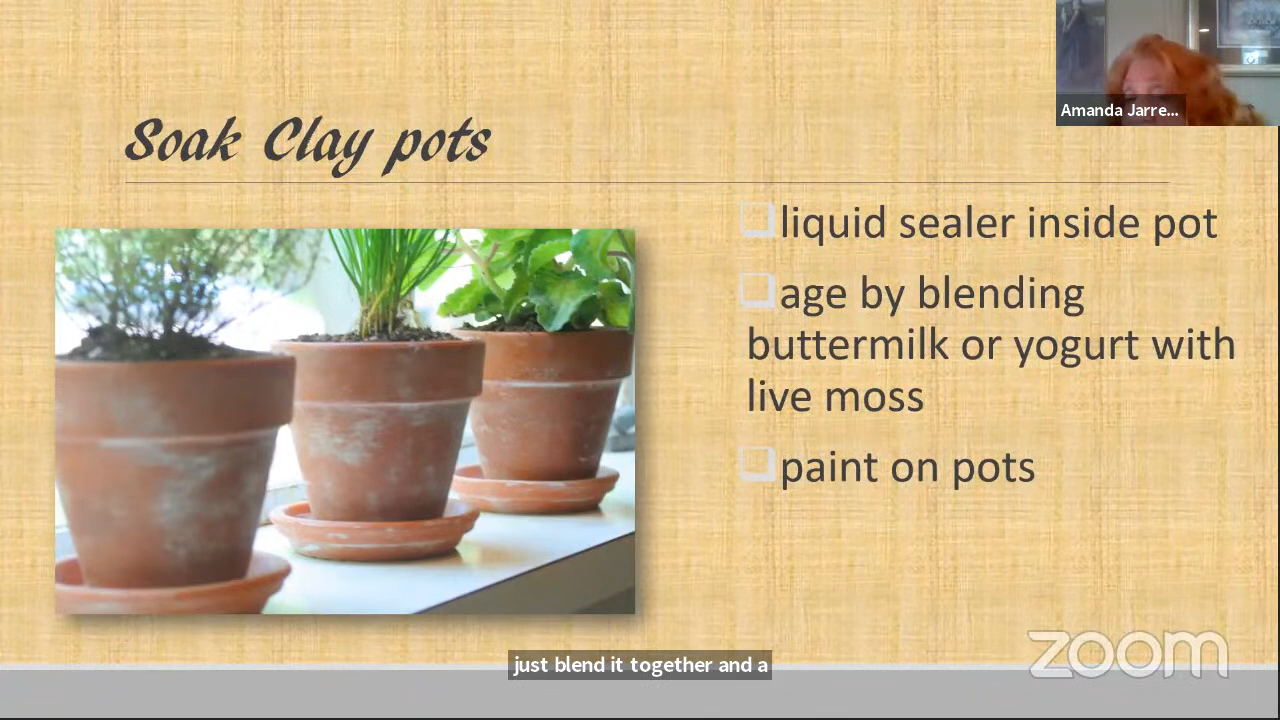 Soak Clay pots
Amanda Jarre...
liquid sealer inside pot
age by blending
buttermilk or yogurt with
live moss
paint on pots
just blend it together and a
zoom